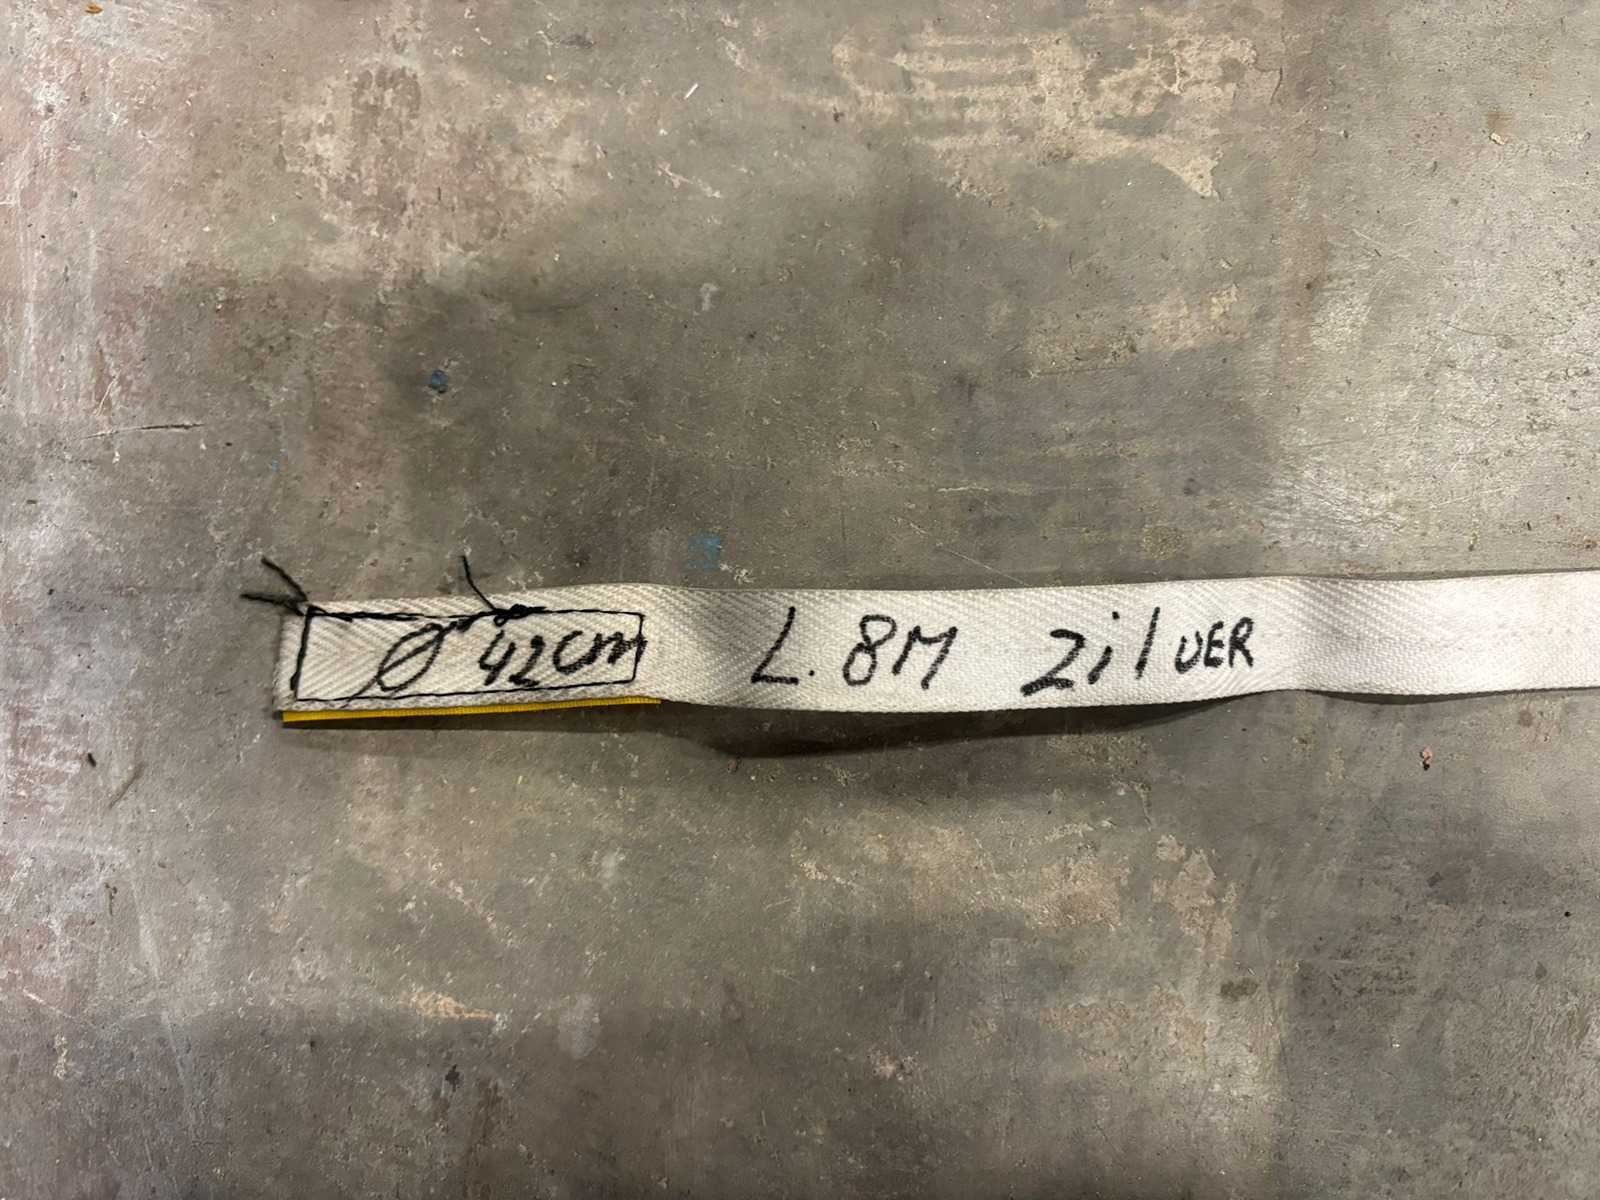 Ø 42cm L. 8M zilVER